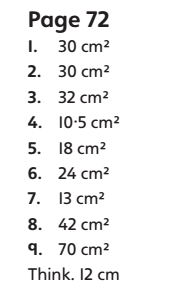 Page 72
1. 30 cm²
2. 30 cm²
3. 32 cm²
4. 10·5 cm²
5. 18 cm²
6. 24 cm²
7. 13 cm²
8. 42 cm²
9. 70 cm²
Think. 12 cm